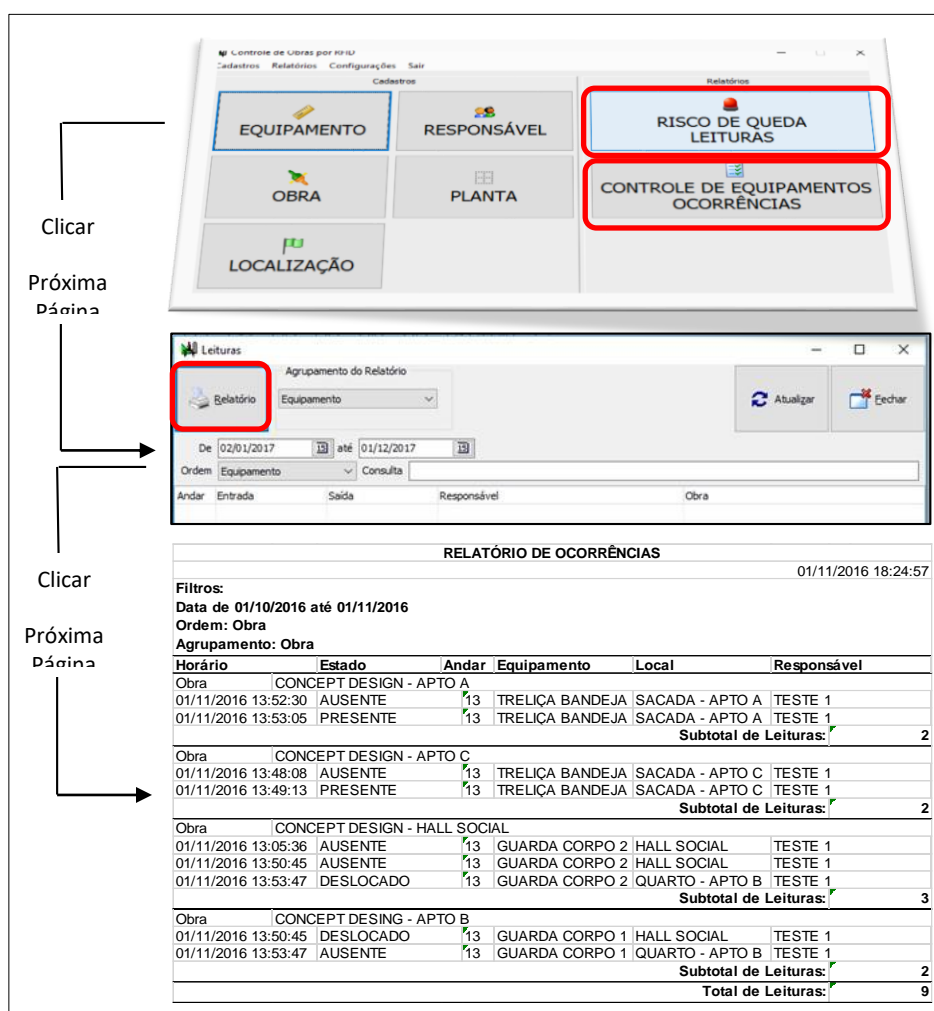 Controle de Obras por RFID
Cadastros Relatórios Configurações Sair
Cadastros
Relatórios
EQUIPAMENTO
RESPONSÁVEL
RISCO DE QUEDA
LEITURAS
OBRA
PLANTA
CONTROLE DE EQUIPAMENTOS
OCORRÊNCIAS
LOCALIZAÇÃO
Clicar
Próxima
Página
Leituras
Relatório
Agrupamento do Relatório
Equipamento
Atualizar
Fechar
De 02/01/2017 15 até 01/12/2017 15
Ordem Equipamento Consulta
Andar Entrada Saída Responsável Obra
Clicar
Próxima
Página
RELATÓRIO DE OCORRÊNCIAS
01/11/2016 18:24:57
Filtros:
Data de 01/10/2016 até 01/11/2016
Ordem: Obra
Agrupamento: Obra
Horário Estado Andar Equipamento Local Responsável
Obra CONCEPT DESIGN - APTO A
01/11/2016 13:52:30 AUSENTE 13 TRELIÇA BANDEJA SACADA - APTO A TESTE 1
01/11/2016 13:53:05 PRESENTE 13 TRELIÇA BANDEJA SACADA - APTO A TESTE 1
Subtotal de Leituras: 2
Obra CONCEPT DESIGN - APTO C
01/11/2016 13:48:08 AUSENTE 13 TRELIÇA BANDEJA SACADA - APTO C TESTE 1
01/11/2016 13:49:13 PRESENTE 13 TRELIÇA BANDEJA SACADA - APTO C TESTE 1
Subtotal de Leituras: 2
Obra CONCEPT DESIGN - HALL SOCIAL
01/11/2016 13:05:36 AUSENTE 13 GUARDA CORPO 2 HALL SOCIAL TESTE 1
01/11/2016 13:50:45 AUSENTE 13 GUARDA CORPO 2 HALL SOCIAL TESTE 1
01/11/2016 13:53:47 DESLOCADO 13 GUARDA CORPO 2 QUARTO - APTO B TESTE 1
Subtotal de Leituras: 3
Obra CONCEPT DESING - APTO B
01/11/2016 13:50:45 DESLOCADO 13 GUARDA CORPO 1 HALL SOCIAL TESTE 1
01/11/2016 13:53:47 AUSENTE 13 GUARDA CORPO 1 QUARTO - APTO B TESTE 1
Subtotal de Leituras: 2
Total de Leituras: 9